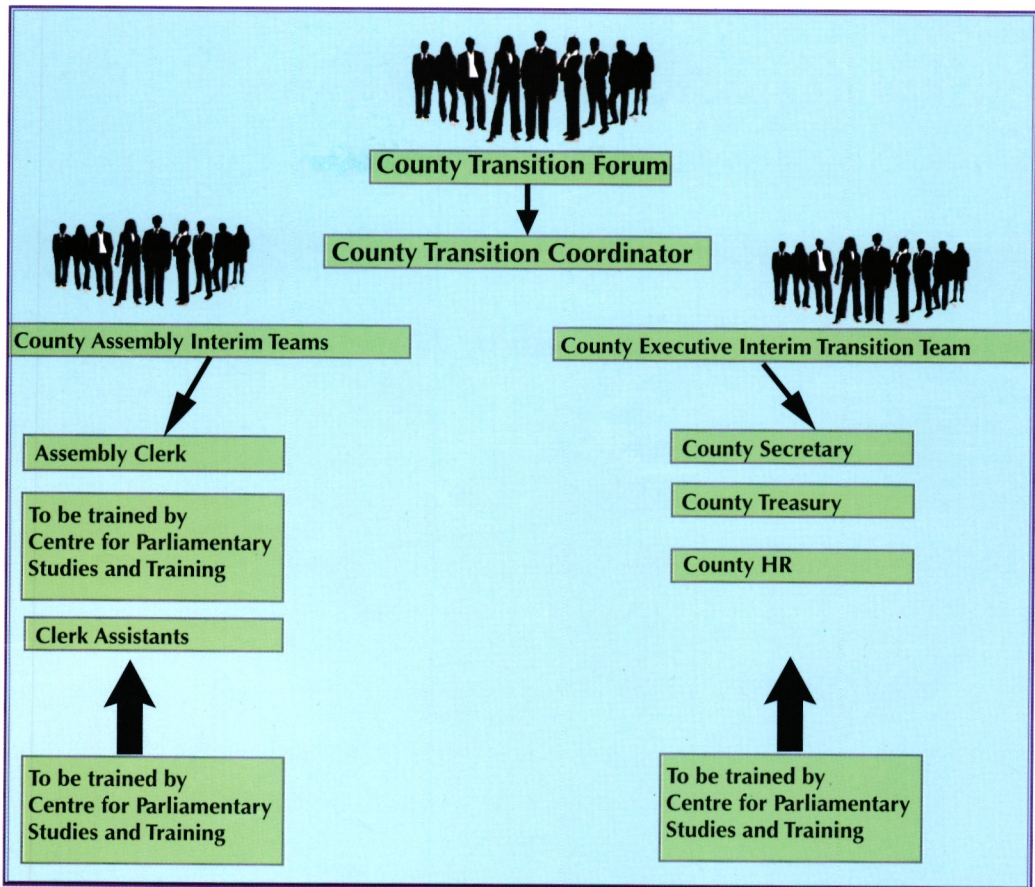 County Transition Forum
County Transition Coordinator
County Assembly Interim Teams
County Executive Interim Transition Team
Assembly Clerk
To be trained by
Centre for Parliamentary
Studies and Training
Clerk Assistants
To be trained by
Centre for Parliamentary
Studies and Training
County Secretary
County Treasury
County HR
To be trained by
Centre for Parliamentary
Studies and Training